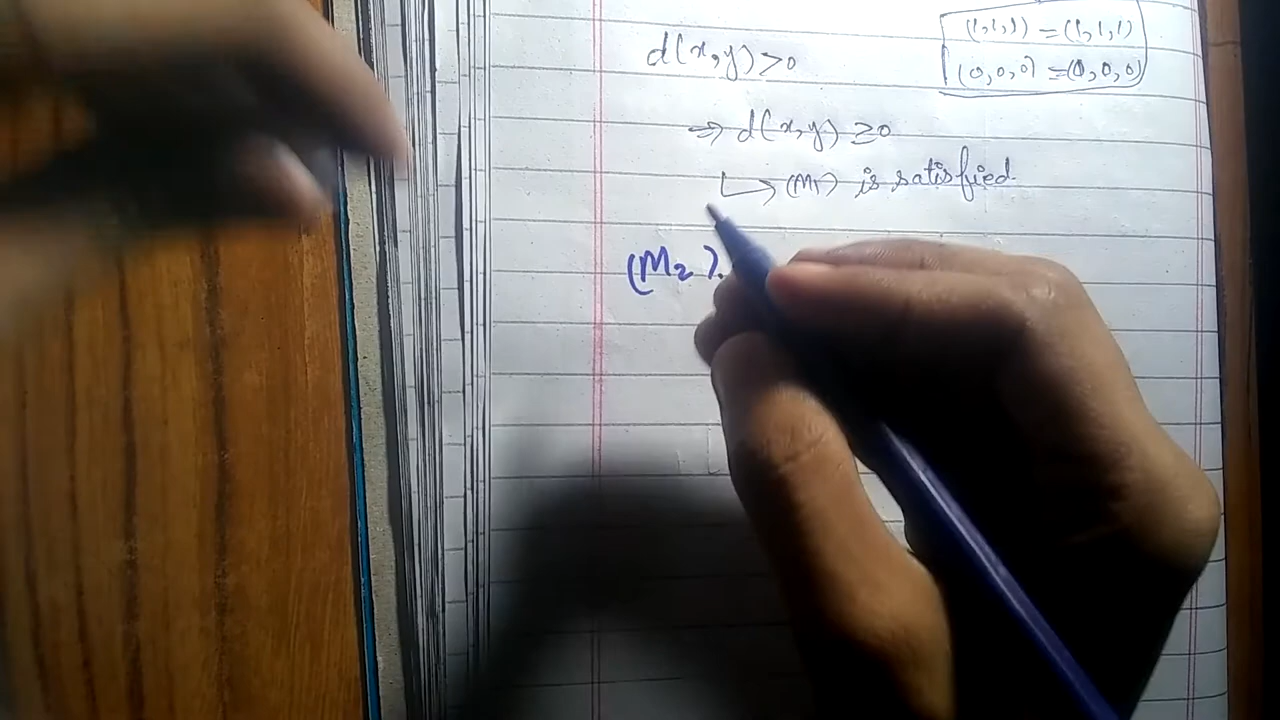 (1,1,1) = (1,1,1)
(0,0,0) = (0,0,0)
d(x,y) > 0
⇒ d(x,y) ≥ 0
↳ (M1) is satisfied.
(M2).